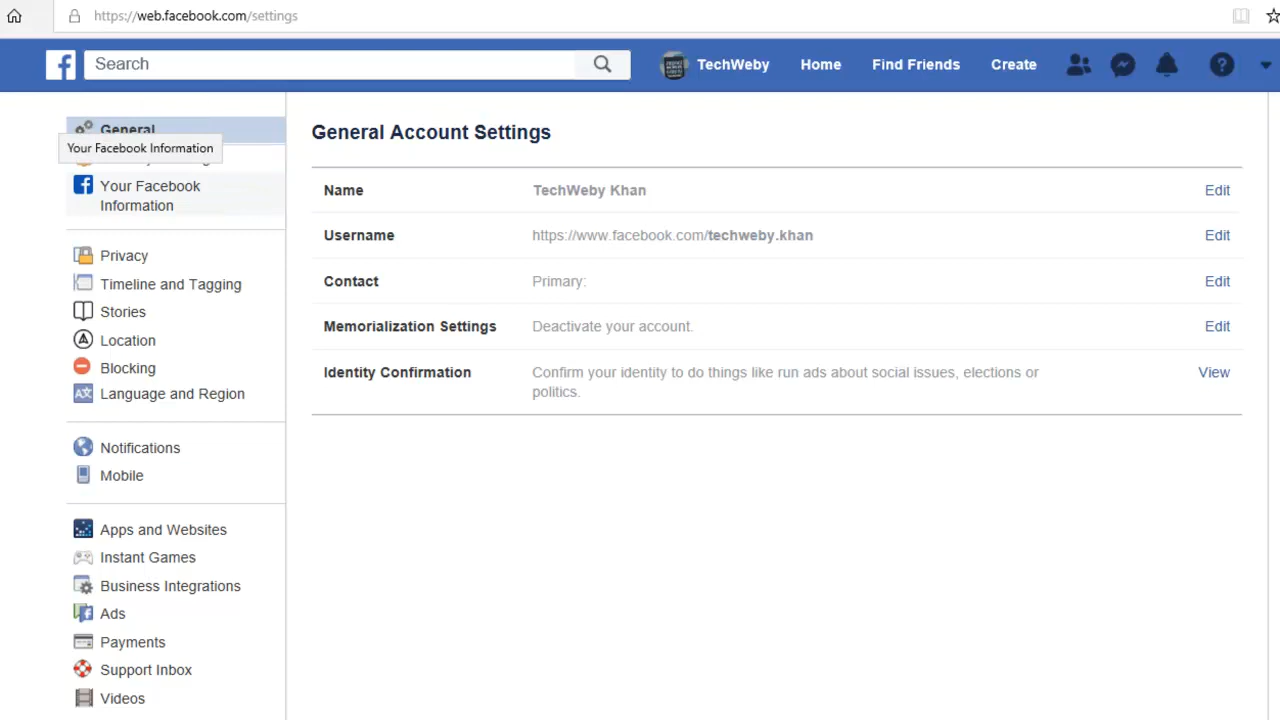 https://web.facebook.com/settings
Search
TechWeby
Home
Find Friends
Create
General
Your Facebook Information
Your Facebook
Information
Privacy
Timeline and Tagging
Stories
Location
Blocking
Language and Region
Notifications
Mobile
Apps and Websites
Instant Games
Business Integrations
Ads
Payments
Support Inbox
Videos
General Account Settings
Name TechWeby Khan Edit
Username https://www.facebook.com/techweby.khan Edit
Contact Primary: Edit
Memorialization Settings Deactivate your account. Edit
Identity Confirmation Confirm your identity to do things like run ads about social issues, elections or View
politics.